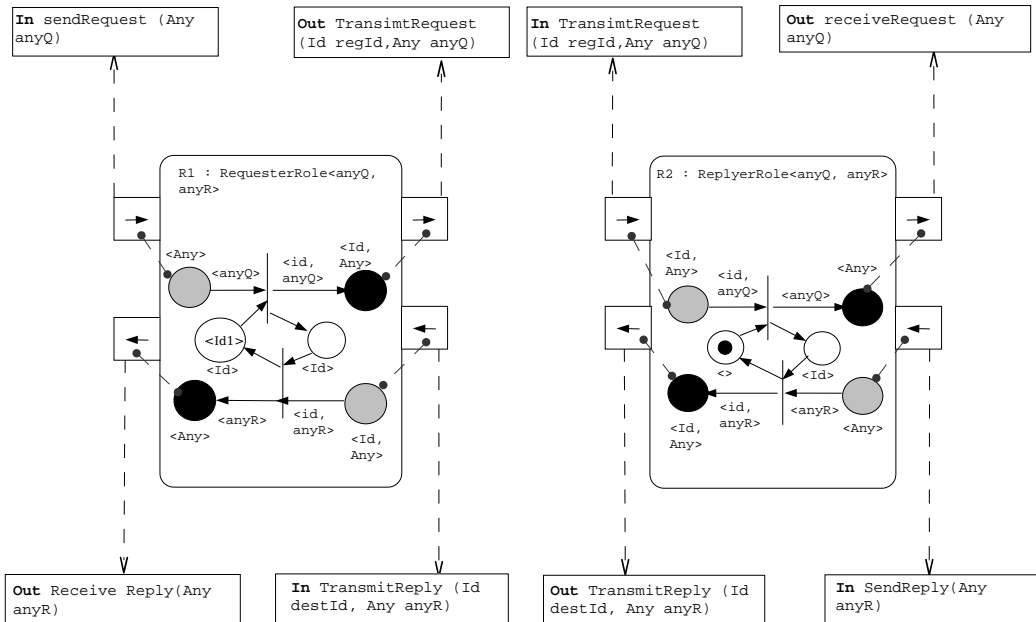 In sendRequest (Any
anyQ)
Out TransimtRequest
(Id regId,Any anyQ)
In TransimtRequest
(Id regId,Any anyQ)
Out receiveRequest (Any
anyQ)
R1 : RequesterRole<anyQ,
anyR>
<Any>
<anyQ>
<id,
anyQ>
<Id,
Any>
<Id1>
<Id>
<Id>
<Any>
<anyR>
<id,
anyR>
<Id,
Any>
R2 : ReplyerRole<anyQ, anyR>
<Id,
Any>
<id,
anyQ>
<anyQ>
<Any>
<>
<Id>
<Id,
Any>
<id,
anyR>
<anyR>
<Any>
Out Receive Reply(Any
anyR)
In TransmitReply (Id
destId, Any anyR)
Out TransmitReply (Id
destId, Any anyR)
In SendReply(Any
anyR)